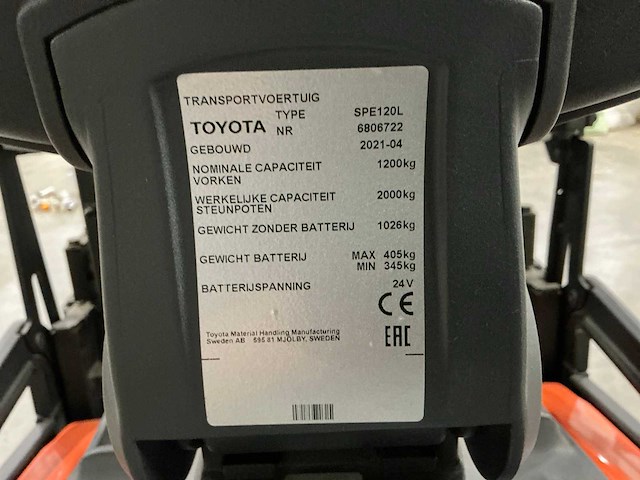 TRANSPORTVOERTUIG
TYPE SPE120L
TOYOTA NR 6806722
GEBOUWD 2021-04
NOMINALE CAPACITEIT 1200kg
VORKEN
WERKELIJKE CAPACITEIT 2000kg
STEUNPOTEN
GEWICHT ZONDER BATTERIJ 1026kg
GEWICHT BATTERIJ MAX 405kg
MIN 345kg
BATTERIJSPANNING 24V
CE
Toyota Material Handling Manufacturing
Sweden AB 595 81 MJÖLBY, SWEDEN
EAC